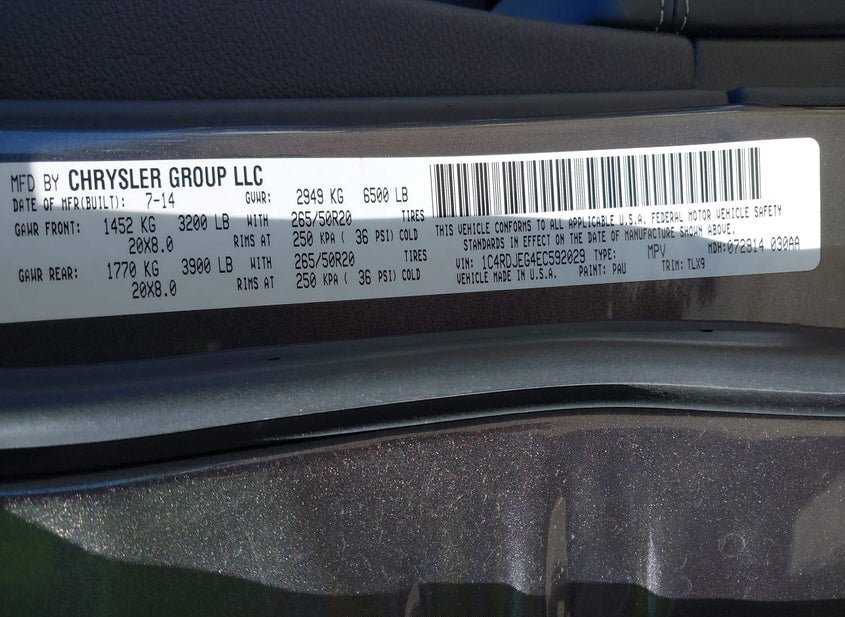 MFD BY CHRYSLER GROUP LLC
DATE OF MFR(BUILT): 7-14 GVWR: 2949 KG 6500 LB
GAWR FRONT: 1452 KG 3200 LB WITH 265/50R20 TIRES
20X8.0 RIMS AT 250 KPA ( 36 PSI) COLD
GAWR REAR: 1770 KG 3900 LB WITH 265/50R20 TIRES
20X8.0 RIMS AT 250 KPA ( 36 PSI) COLD
THIS VEHICLE CONFORMS TO ALL APPLICABLE U.S.A. FEDERAL MOTOR VEHICLE SAFETY
STANDARDS IN EFFECT ON THE DATE OF MANUFACTURE SHOWN ABOVE.
VIN: 1C4RDJEG4EC592029 TYPE: MPV MDH:072914 030AA
VEHICLE MADE IN U.S.A. PAINT: PAU TRIM: TLX9